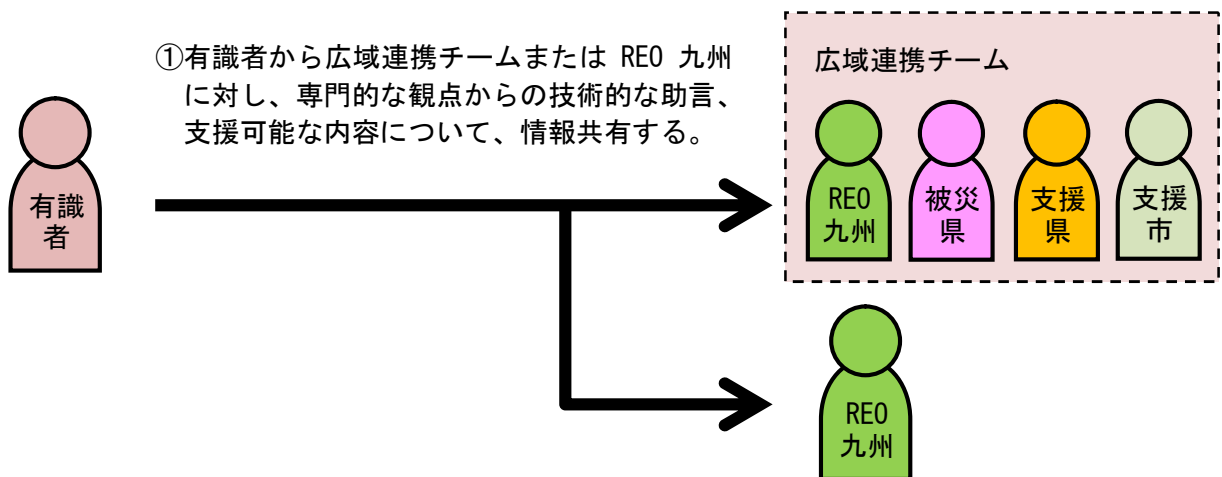 ①有識者から広域連携チームまたは REO 九州
に対し、専門的な観点からの技術的な助言、
支援可能な内容について、情報共有する。
広域連携チーム
有識
者
REO
九州
被災
県
支援
県
支援
市
REO
九州